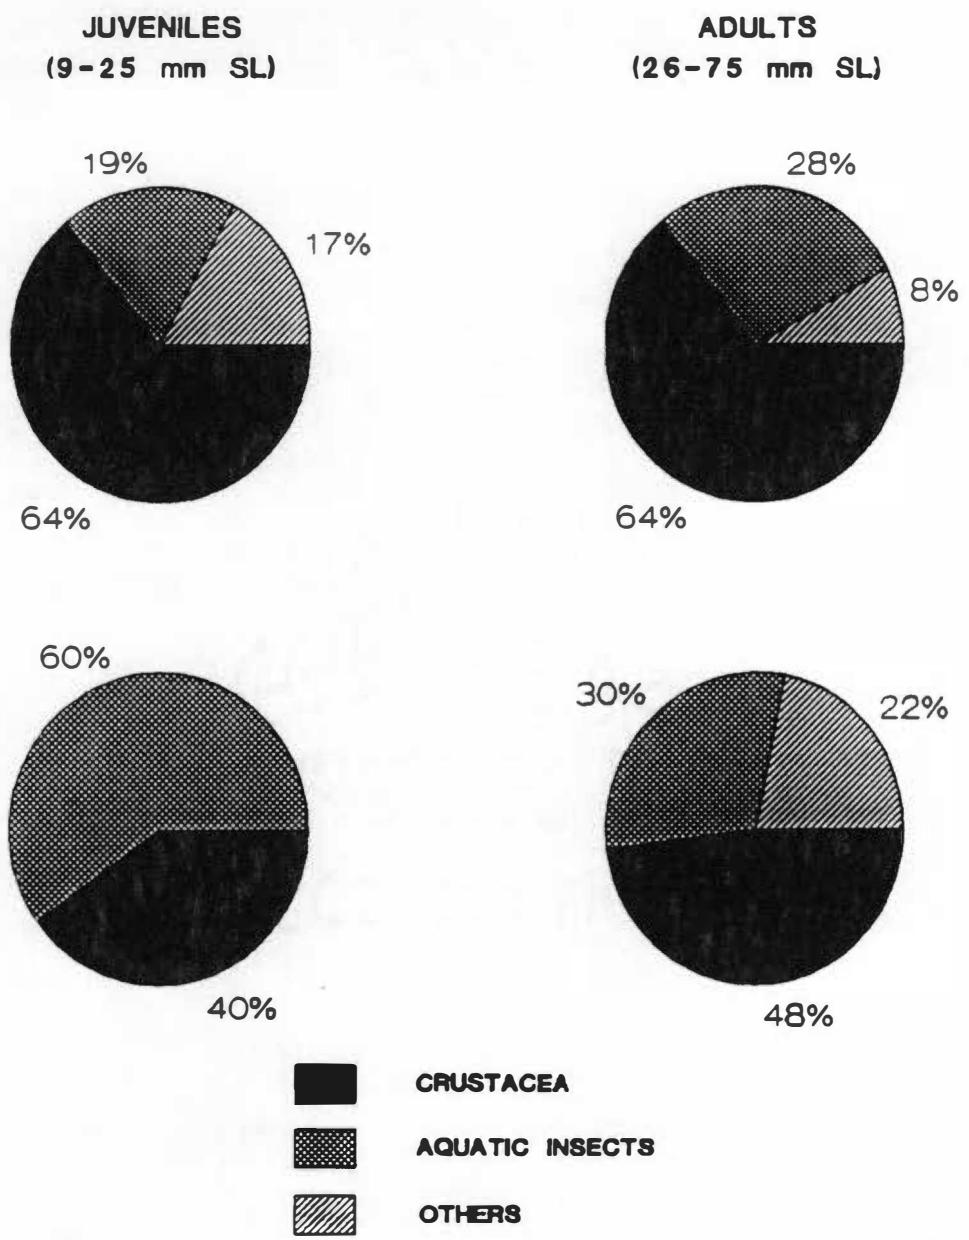 JUVENILES
(9-25 mm SL)
ADULTS
(26-75 mm SL)
19%
17%
64%
28%
8%
64%
60%
40%
30%
22%
48%
CRUSTACEA
AQUATIC INSECTS
OTHERS